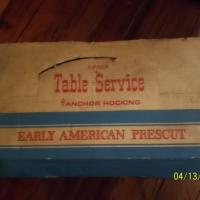 Table Service
ANCHOR HOCKING
EARLY AMERICAN PRESCUT
04/13/